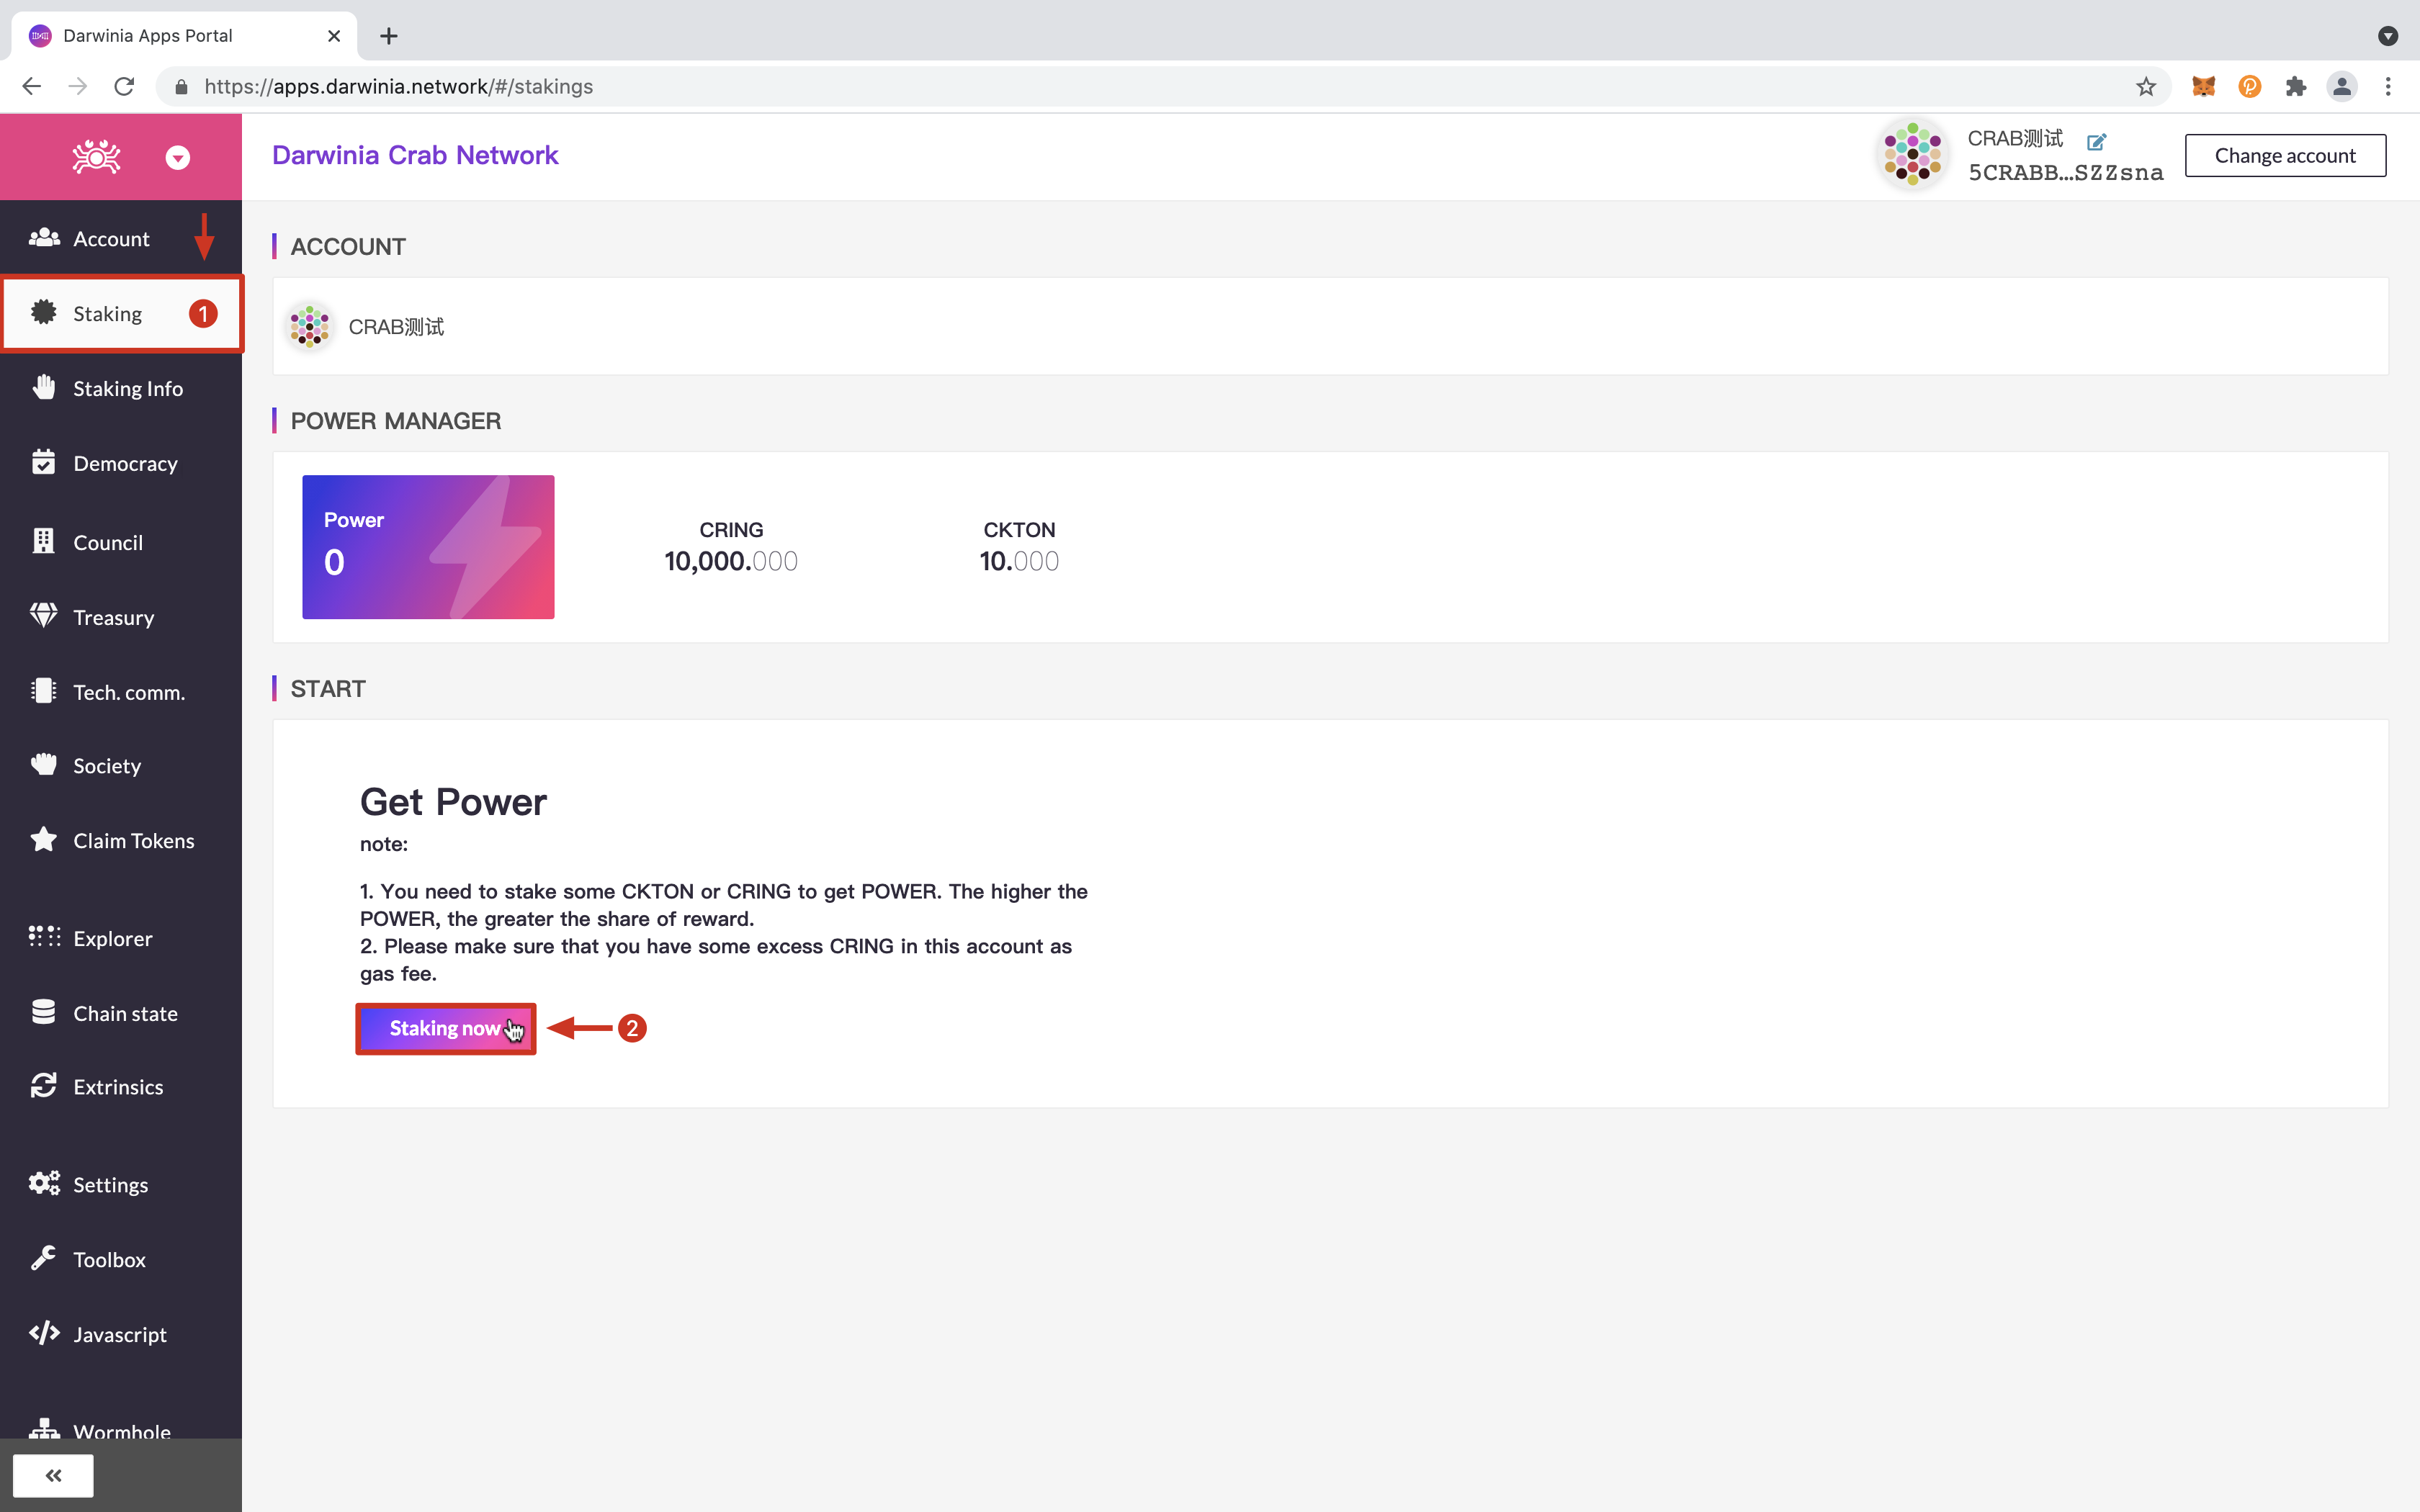 Darwinia Apps Portal
https://apps.darwinia.network/#/stakings
Darwinia Crab Network
CRAB测试
5CRABB…SZZsna
Change account
Account
Staking
1
Staking Info
Democracy
Council
Treasury
Tech. comm.
Society
Claim Tokens
Explorer
Chain state
Extrinsics
Settings
Toolbox
Javascript
Wormhole
ACCOUNT
CRAB测试
POWER MANAGER
Power
0
CRING
10,000.000
CKTON
10.000
START
Get Power
note:
1. You need to stake some CKTON or CRING to get POWER. The higher the
POWER, the greater the share of reward.
2. Please make sure that you have some excess CRING in this account as
gas fee.
Staking now
2